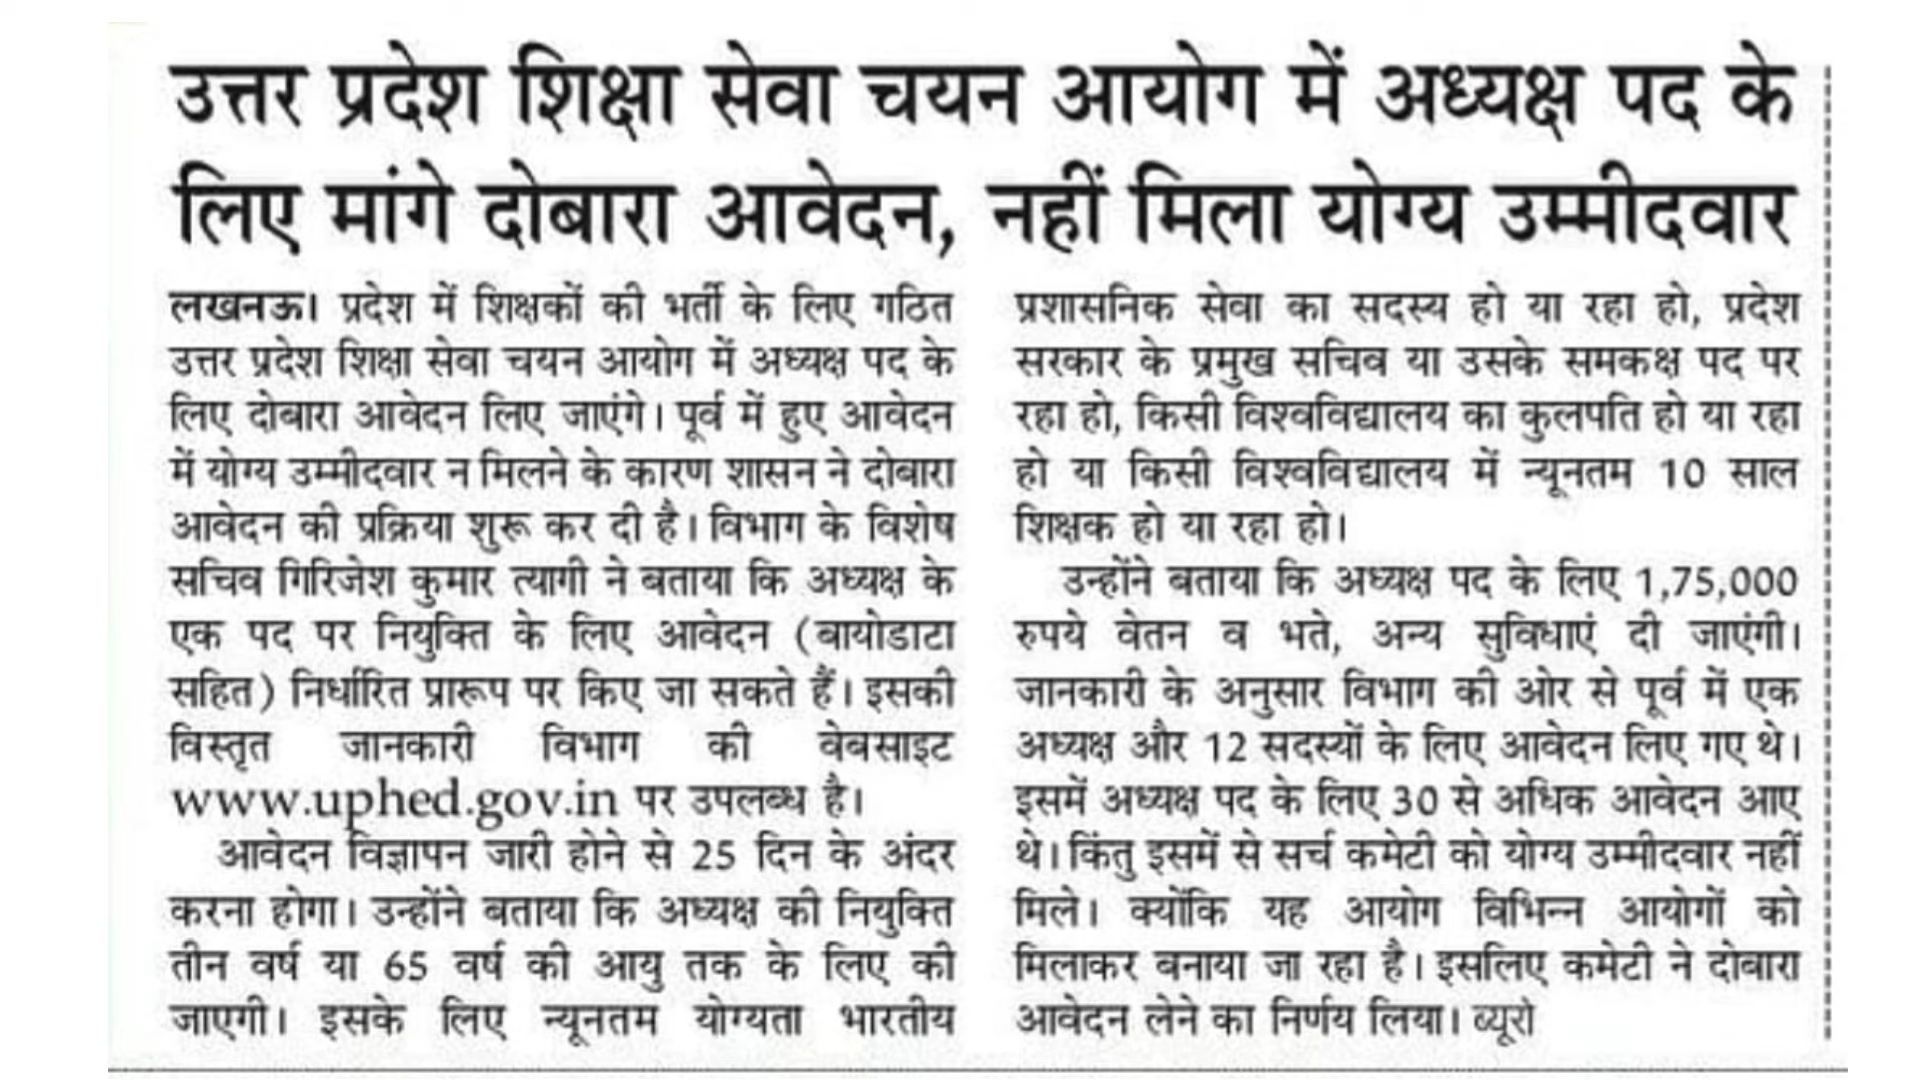 उत्तर प्रदेश शिक्षा सेवा चयन आयोग में अध्यक्ष पद के
लिए मांगे दोबारा आवेदन, नहीं मिला योग्य उम्मीदवार
लखनऊ। प्रदेश में शिक्षकों की भर्ती के लिए गठित
उत्तर प्रदेश शिक्षा सेवा चयन आयोग में अध्यक्ष पद के
लिए दोबारा आवेदन लिए जाएंगे। पूर्व में हुए आवेदन
में योग्य उम्मीदवार न मिलने के कारण शासन ने दोबारा
आवेदन की प्रक्रिया शुरू कर दी है। विभाग के विशेष
सचिव गिरिजेश कुमार त्यागी ने बताया कि अध्यक्ष के
एक पद पर नियुक्ति के लिए आवेदन (बायोडाटा
सहित) निर्धारित प्रारूप पर किए जा सकते हैं। इसकी
विस्तृत जानकारी विभाग की वेबसाइट
www.uphed.gov.in पर उपलब्ध है।
आवेदन विज्ञापन जारी होने से 25 दिन के अंदर
करना होगा। उन्होंने बताया कि अध्यक्ष की नियुक्ति
तीन वर्ष या 65 वर्ष की आयु तक के लिए की
जाएगी। इसके लिए न्यूनतम योग्यता भारतीय
प्रशासनिक सेवा का सदस्य हो या रहा हो, प्रदेश
सरकार के प्रमुख सचिव या उसके समकक्ष पद पर
रहा हो, किसी विश्वविद्यालय का कुलपति हो या रहा
हो या किसी विश्वविद्यालय में न्यूनतम 10 साल
शिक्षक हो या रहा हो।
उन्होंने बताया कि अध्यक्ष पद के लिए 1,75,000
रुपये वेतन व भते, अन्य सुविधाएं दी जाएंगी।
जानकारी के अनुसार विभाग की ओर से पूर्व में एक
अध्यक्ष और 12 सदस्यों के लिए आवेदन लिए गए थे।
इसमें अध्यक्ष पद के लिए 30 से अधिक आवेदन आए
थे। किंतु इसमें से सर्च कमेटी को योग्य उम्मीदवार नहीं
मिले। क्योंकि यह आयोग विभिन्न आयोगों को
मिलाकर बनाया जा रहा है। इसलिए कमेटी ने दोबारा
आवेदन लेने का निर्णय लिया। ब्यूरो